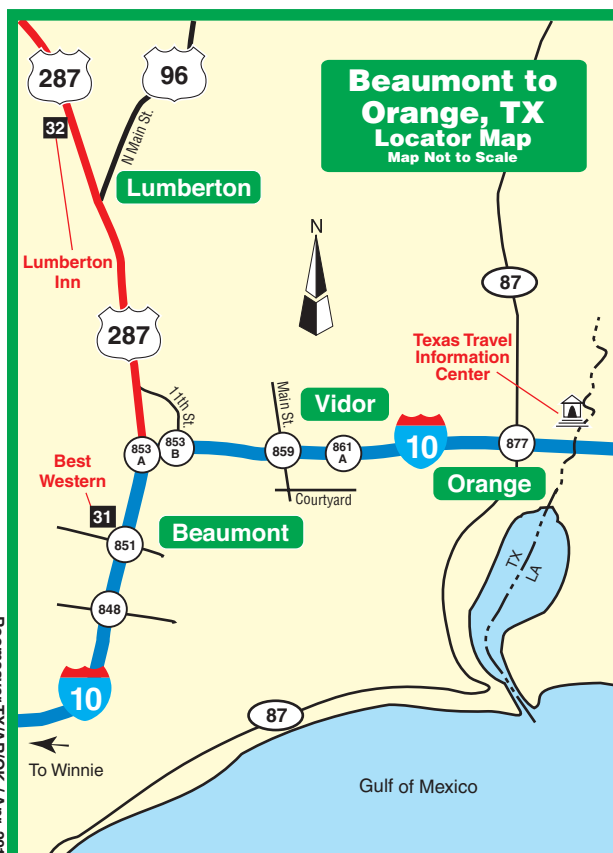 287
96
Beaumont to
Orange, TX
Locator Map
Map Not to Scale
32
N Main St.
Lumberton
Lumberton
Inn
N
287
87
Texas Travel
Information
Center
11th St.
Main St.
Vidor
853
A
853
B
859
861
A
10
877
Best
Western
31
Courtyard
Orange
Beaumont
851
TX
LA
848
10
87
To Winnie
Gulf of Mexico